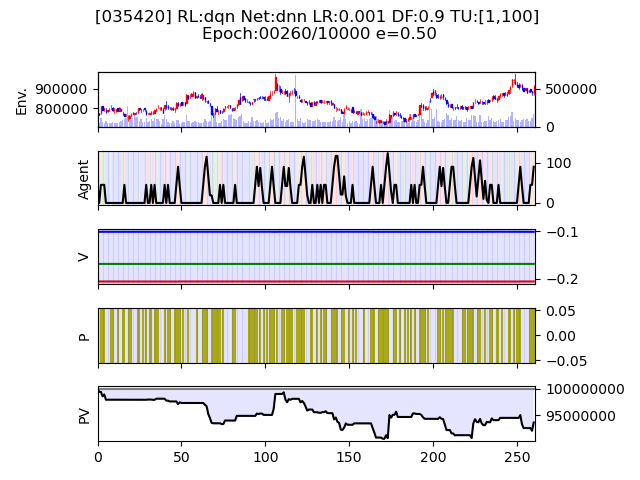 [035420] RL:dqn Net:dnn LR:0.001 DF:0.9 TU:[1,100]
Epoch:00260/10000 e=0.50
Env.
900000
800000
500000
0
Agent
100
0
V
−0.1
−0.2
P
0.05
0.00
−0.05
PV
100000000
95000000
0 50 100 150 200 250